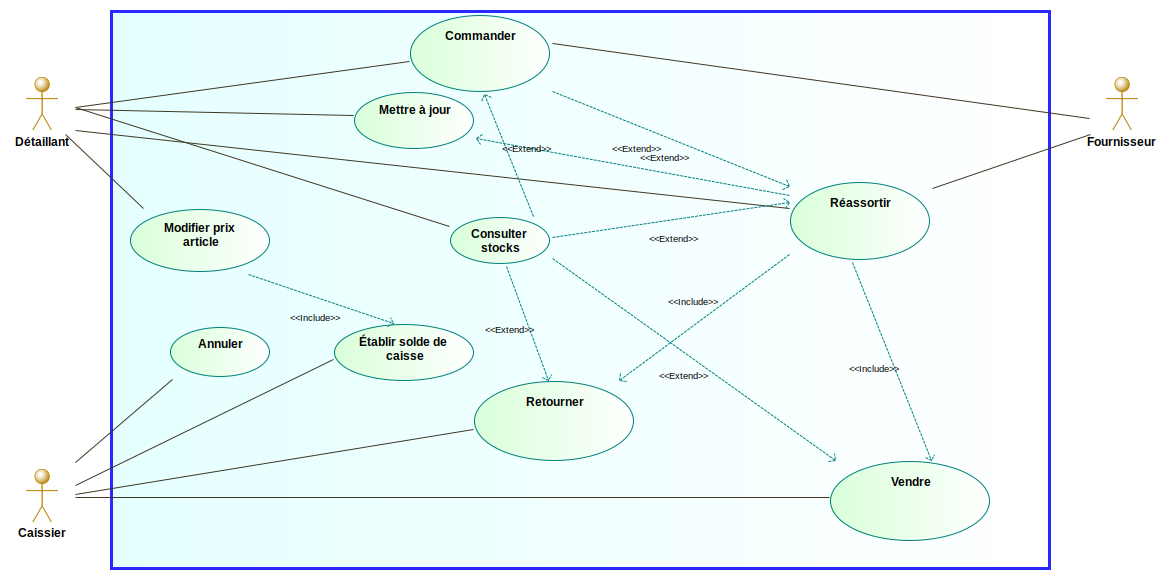 Commander
Mettre à jour
Détaillant
Fournisseur
<<Extend>>
<<Extend>>
<<Extend>>
Réassortir
Modifier prix
article
Consulter
stocks
<<Extend>>
<<Include>>
<<Include>>
<<Extend>>
Annuler
Établir solde de
caisse
<<Include>>
<<Extend>>
Retourner
Vendre
Caissier